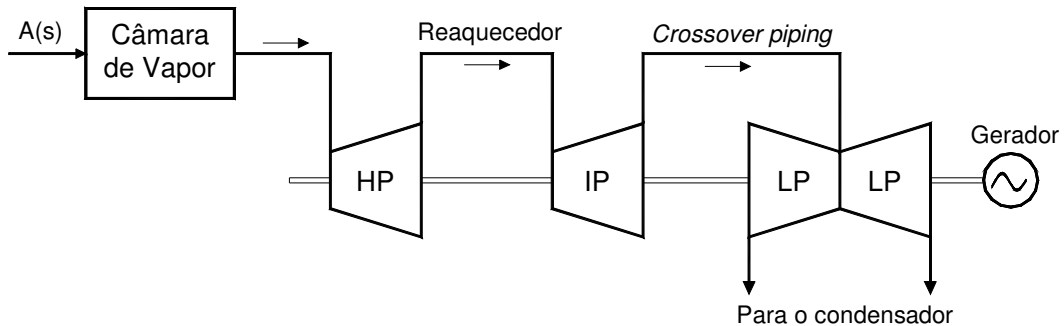 A(s)
Câmara
de Vapor
Reaquecedor
Crossover piping
HP
IP
LP
LP
Gerador
Para o condensador